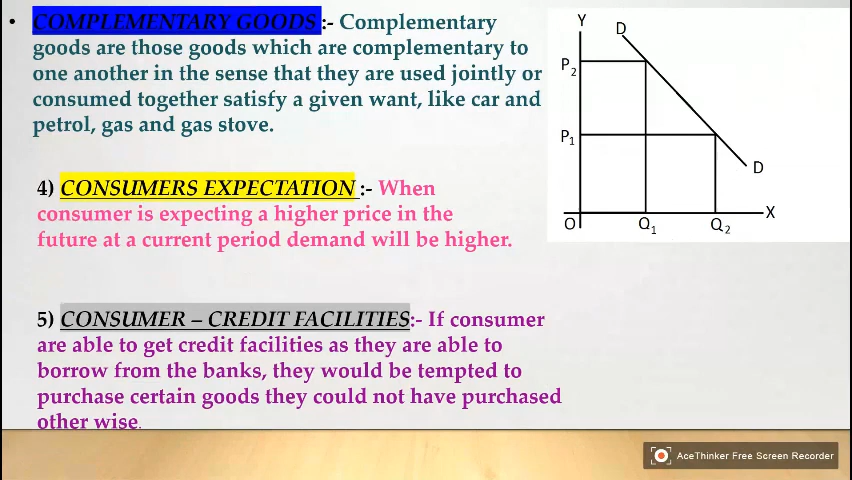 • COMPLEMENTARY GOODS :- Complementary
goods are those goods which are complementary to
one another in the sense that they are used jointly or
consumed together satisfy a given want, like car and
petrol, gas and gas stove.
4) CONSUMERS EXPECTATION :- When
consumer is expecting a higher price in the
future at a current period demand will be higher.
5) CONSUMER – CREDIT FACILITIES:- If consumer
are able to get credit facilities as they are able to
borrow from the banks, they would be tempted to
purchase certain goods they could not have purchased
other wise.
Y
D
P2
P1
D
X
O
Q1
Q2
AceThinker Free Screen Recorder